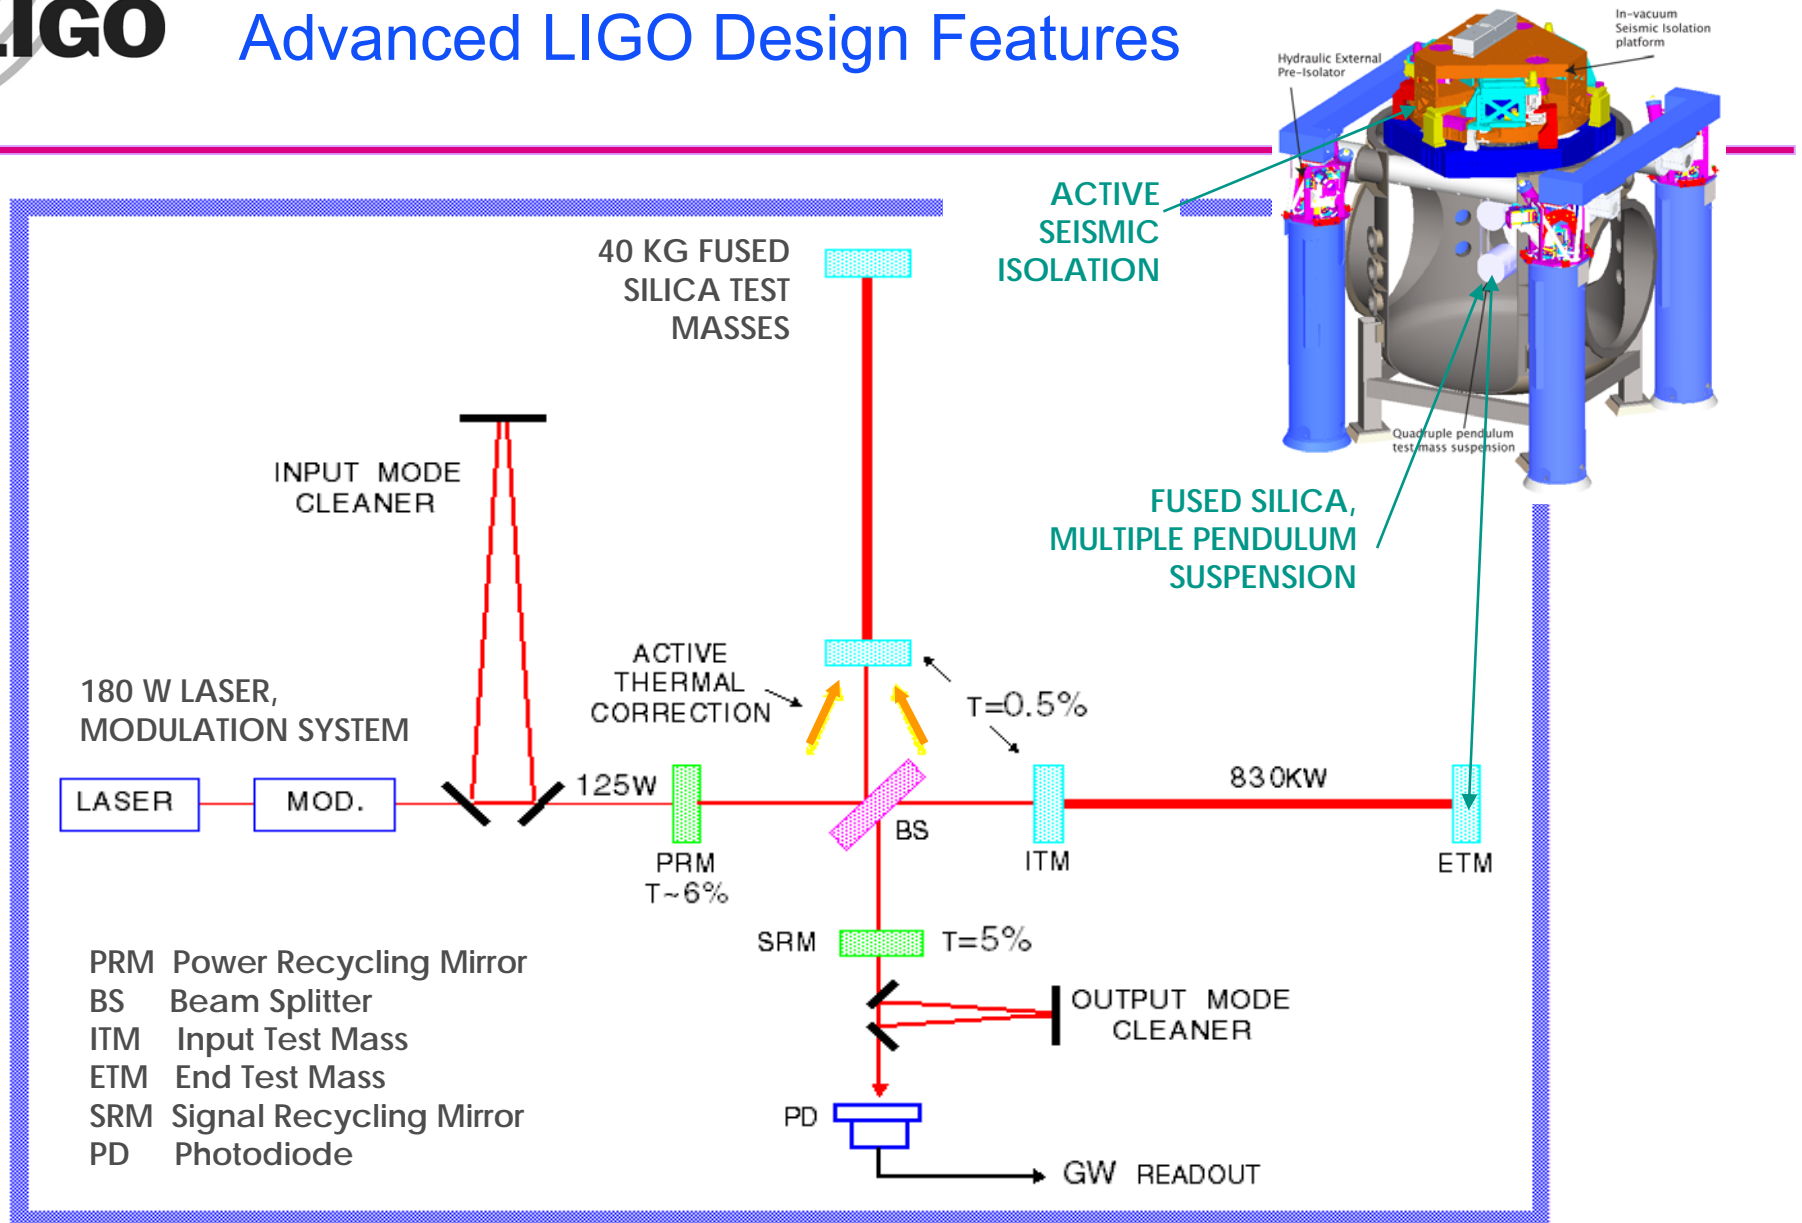 LIGO
Advanced LIGO Design Features
In-vacuum
Seismic Isolation
platform
Hydraulic External
Pre-Isolator
ACTIVE
SEISMIC
ISOLATION
40 KG FUSED
SILICA TEST
MASSES
Quadruple pendulum
test mass suspension
INPUT MODE
CLEANER
FUSED SILICA,
MULTIPLE PENDULUM
SUSPENSION
ACTIVE
THERMAL
CORRECTION
T=0.5%
180 W LASER,
MODULATION SYSTEM
LASER
MOD.
125W
830KW
BS
PRM
T~6%
ITM
ETM
SRM
T=5%
PRM Power Recycling Mirror
BS Beam Splitter
ITM Input Test Mass
ETM End Test Mass
SRM Signal Recycling Mirror
PD Photodiode
OUTPUT MODE
CLEANER
PD
GW READOUT